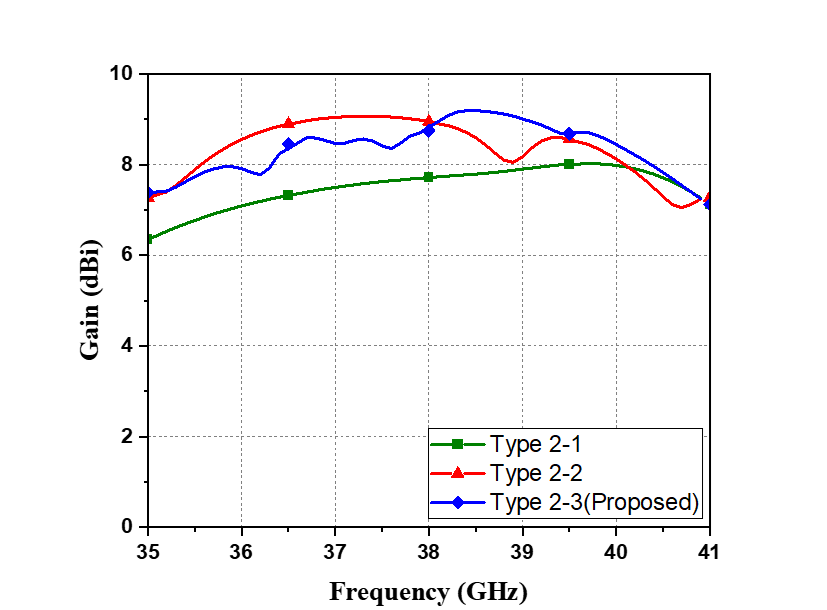 10
8
6
4
2
0
Gain (dBi)
Type 2-1
Type 2-2
Type 2-3(Proposed)
35 36 37 38 39 40 41
Frequency (GHz)